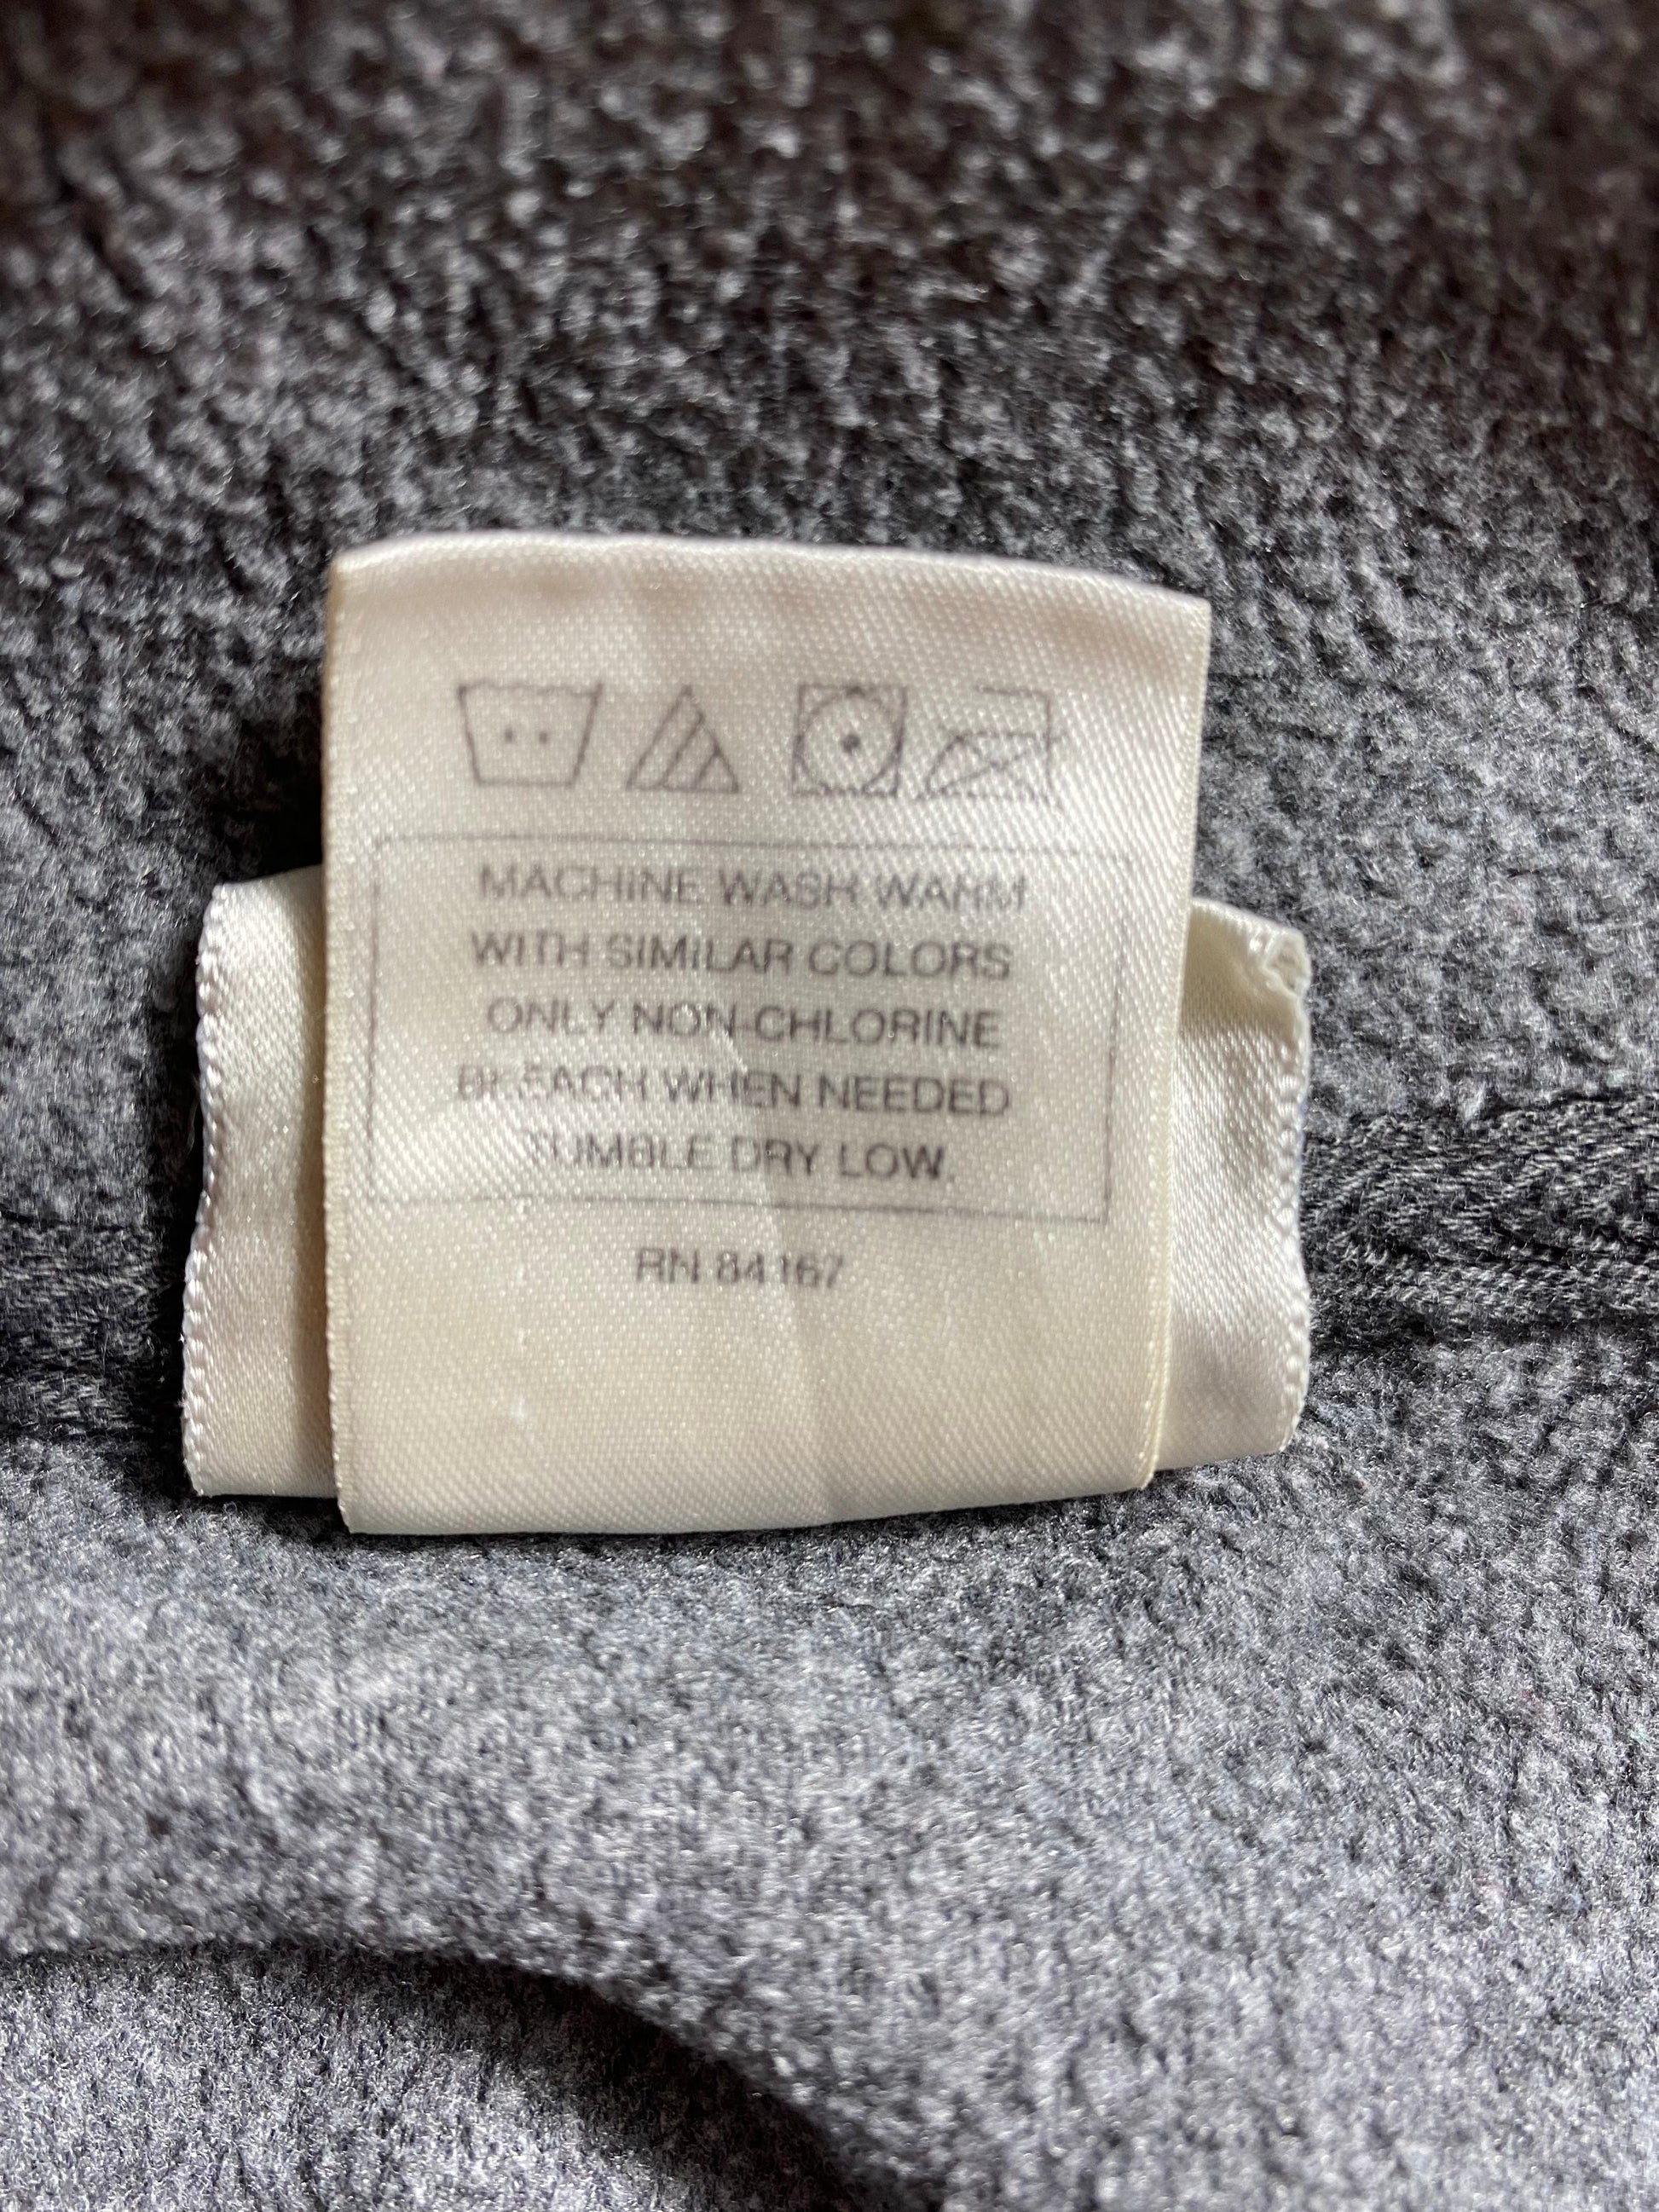 MACHINE WASH WARM
WITH SIMILAR COLORS
ONLY NON-CHLORINE
BLEACH WHEN NEEDED
TUMBLE DRY LOW.
RN 84167